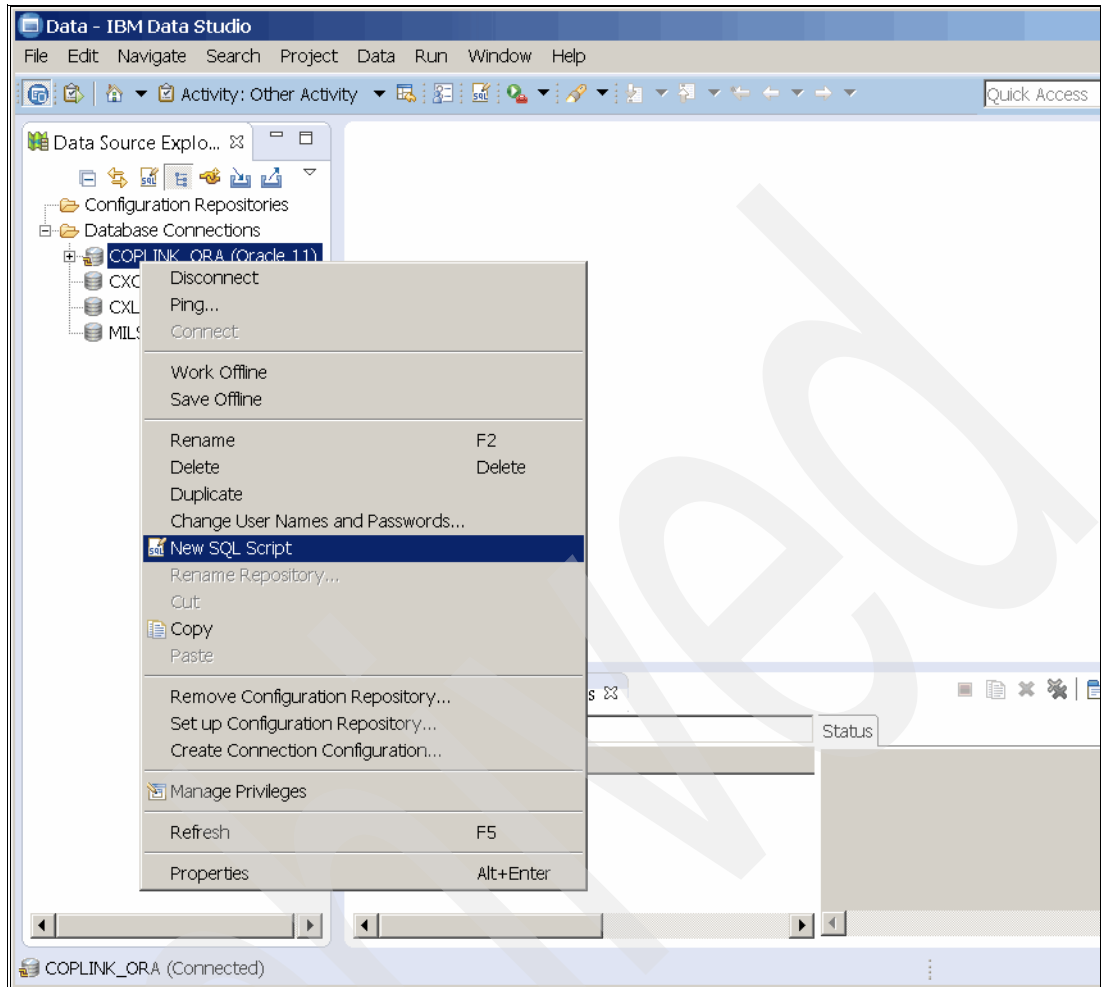 Data - IBM Data Studio
File Edit Navigate Search Project Data Run Window Help
Activity: Other Activity Quick Access
Data Source Explo...
Configuration Repositories
Database Connections
COPLINK_ORA (Oracle 11)
CXC
CXL
MILS
Disconnect
Ping...
Connect
Work Offline
Save Offline
Rename F2
Delete Delete
Duplicate
Change User Names and Passwords...
New SQL Script
Rename Repository...
Cut
Copy
Paste
Remove Configuration Repository...
Set up Configuration Repository...
Create Connection Configuration...
Manage Privileges
Refresh F5
Properties Alt+Enter
s
Status
COPLINK_ORA (Connected)